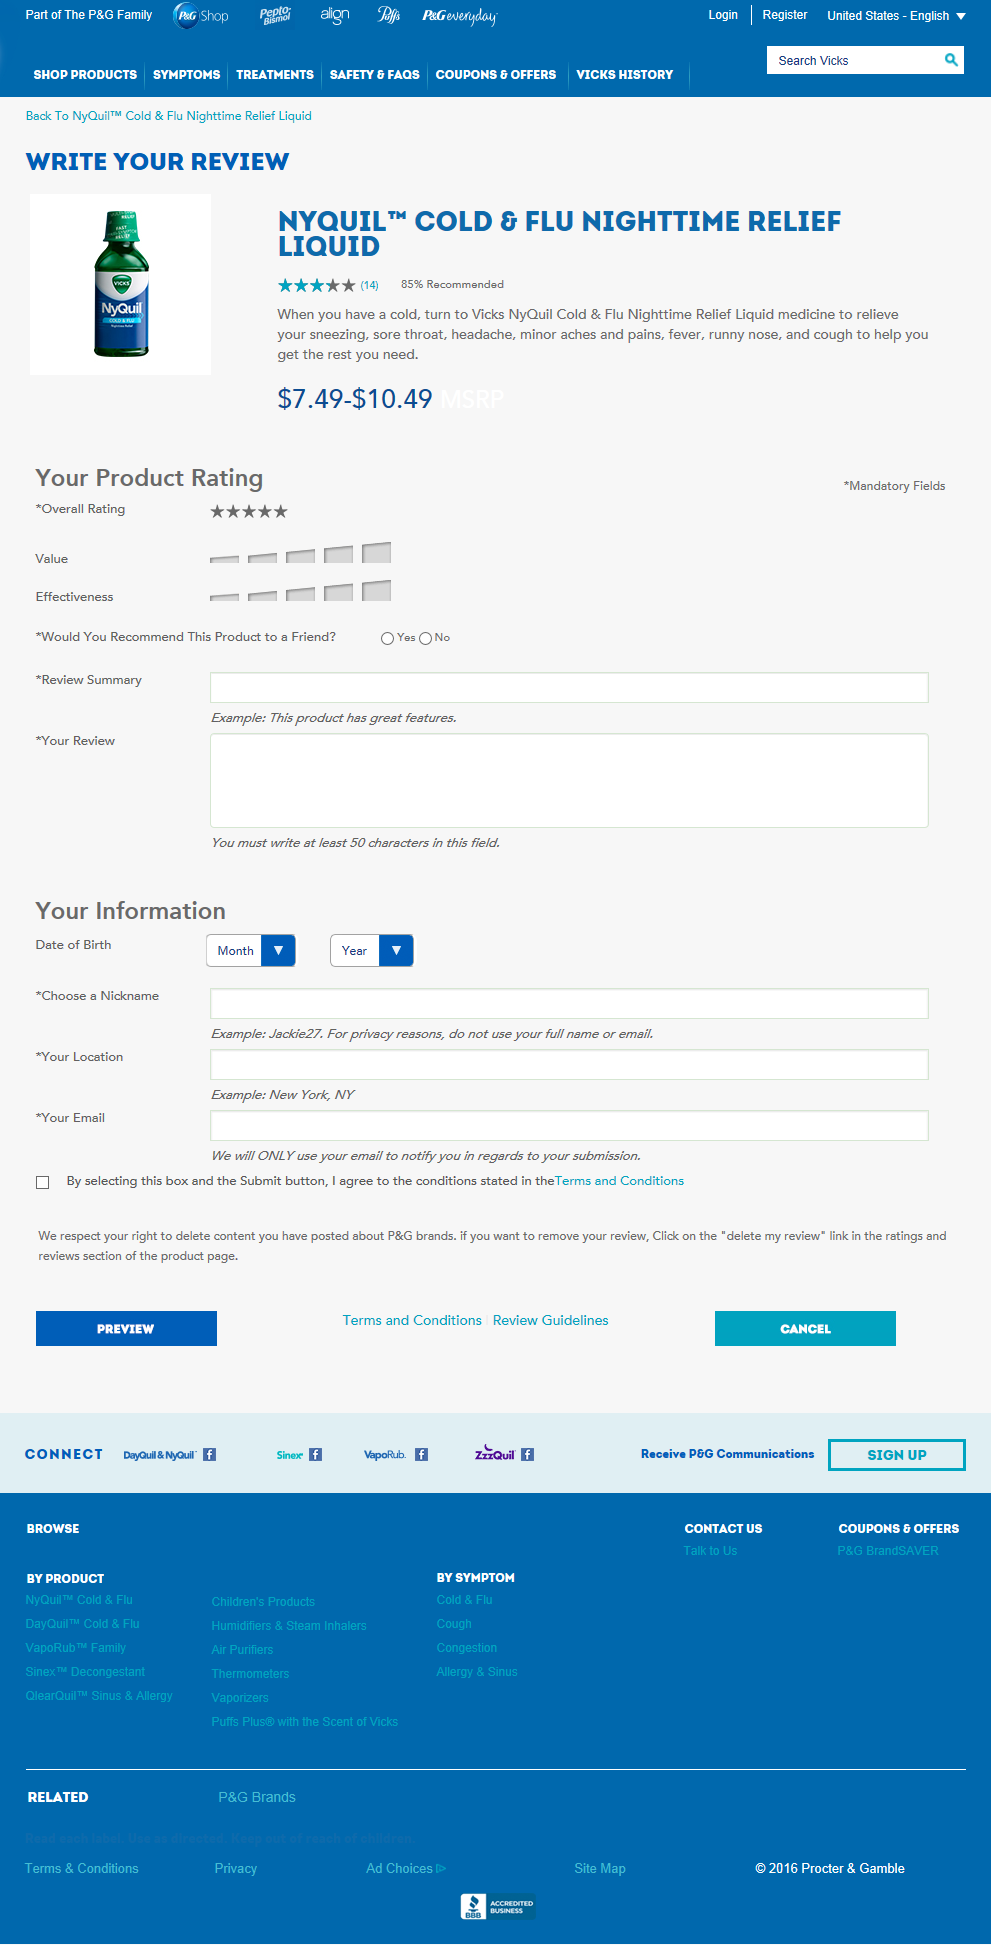 Part of The P&G Family
P&G Shop
Pepto Bismol
align
Puffs
P&G everyday
Login
Register
United States - English
SHOP PRODUCTS
SYMPTOMS
TREATMENTS
SAFETY & FAQS
COUPONS & OFFERS
VICKS HISTORY
Search Vicks
Back To NyQuil™ Cold & Flu Nighttime Relief Liquid
WRITE YOUR REVIEW
VICKS
NyQuil
COLD & FLU
Nighttime Relief
NYQUIL™ COLD & FLU NIGHTTIME RELIEF
LIQUID
(14)
85% Recommended
When you have a cold, turn to Vicks NyQuil Cold & Flu Nighttime Relief Liquid medicine to relieve
your sneezing, sore throat, headache, minor aches and pains, fever, runny nose, and cough to help you
get the rest you need.
$7.49-$10.49 MSRP
Your Product Rating
*Mandatory Fields
*Overall Rating
Value
Effectiveness
*Would You Recommend This Product to a Friend?
Yes
No
*Review Summary
Example: This product has great features.
*Your Review
You must write at least 50 characters in this field.
Your Information
Date of Birth
Month
Year
*Choose a Nickname
Example: Jackie27. For privacy reasons, do not use your full name or email.
*Your Location
Example: New York, NY
*Your Email
We will ONLY use your email to notify you in regards to your submission.
By selecting this box and the Submit button, I agree to the conditions stated in theTerms and Conditions
We respect your right to delete content you have posted about P&G brands. if you want to remove your review, Click on the "delete my review" link in the ratings and
reviews section of the product page.
PREVIEW
Terms and Conditions
Review Guidelines
CANCEL
CONNECT
DayQuil & NyQuil
Sinex
VapoRub.
ZzzQuil
Receive P&G Communications
SIGN UP
BROWSE
CONTACT US
Talk to Us
COUPONS & OFFERS
P&G BrandSAVER
BY PRODUCT
NyQuil™ Cold & Flu
DayQuil™ Cold & Flu
VapoRub™ Family
Sinex™ Decongestant
QlearQuil™ Sinus & Allergy
Children's Products
Humidifiers & Steam Inhalers
Air Purifiers
Thermometers
Vaporizers
Puffs Plus® with the Scent of Vicks
BY SYMPTOM
Cold & Flu
Cough
Congestion
Allergy & Sinus
RELATED
P&G Brands
Read each label. Use as directed. Keep out of reach of children.
Terms & Conditions
Privacy
Ad Choices
Site Map
© 2016 Procter & Gamble
BBB
ACCREDITED
BUSINESS